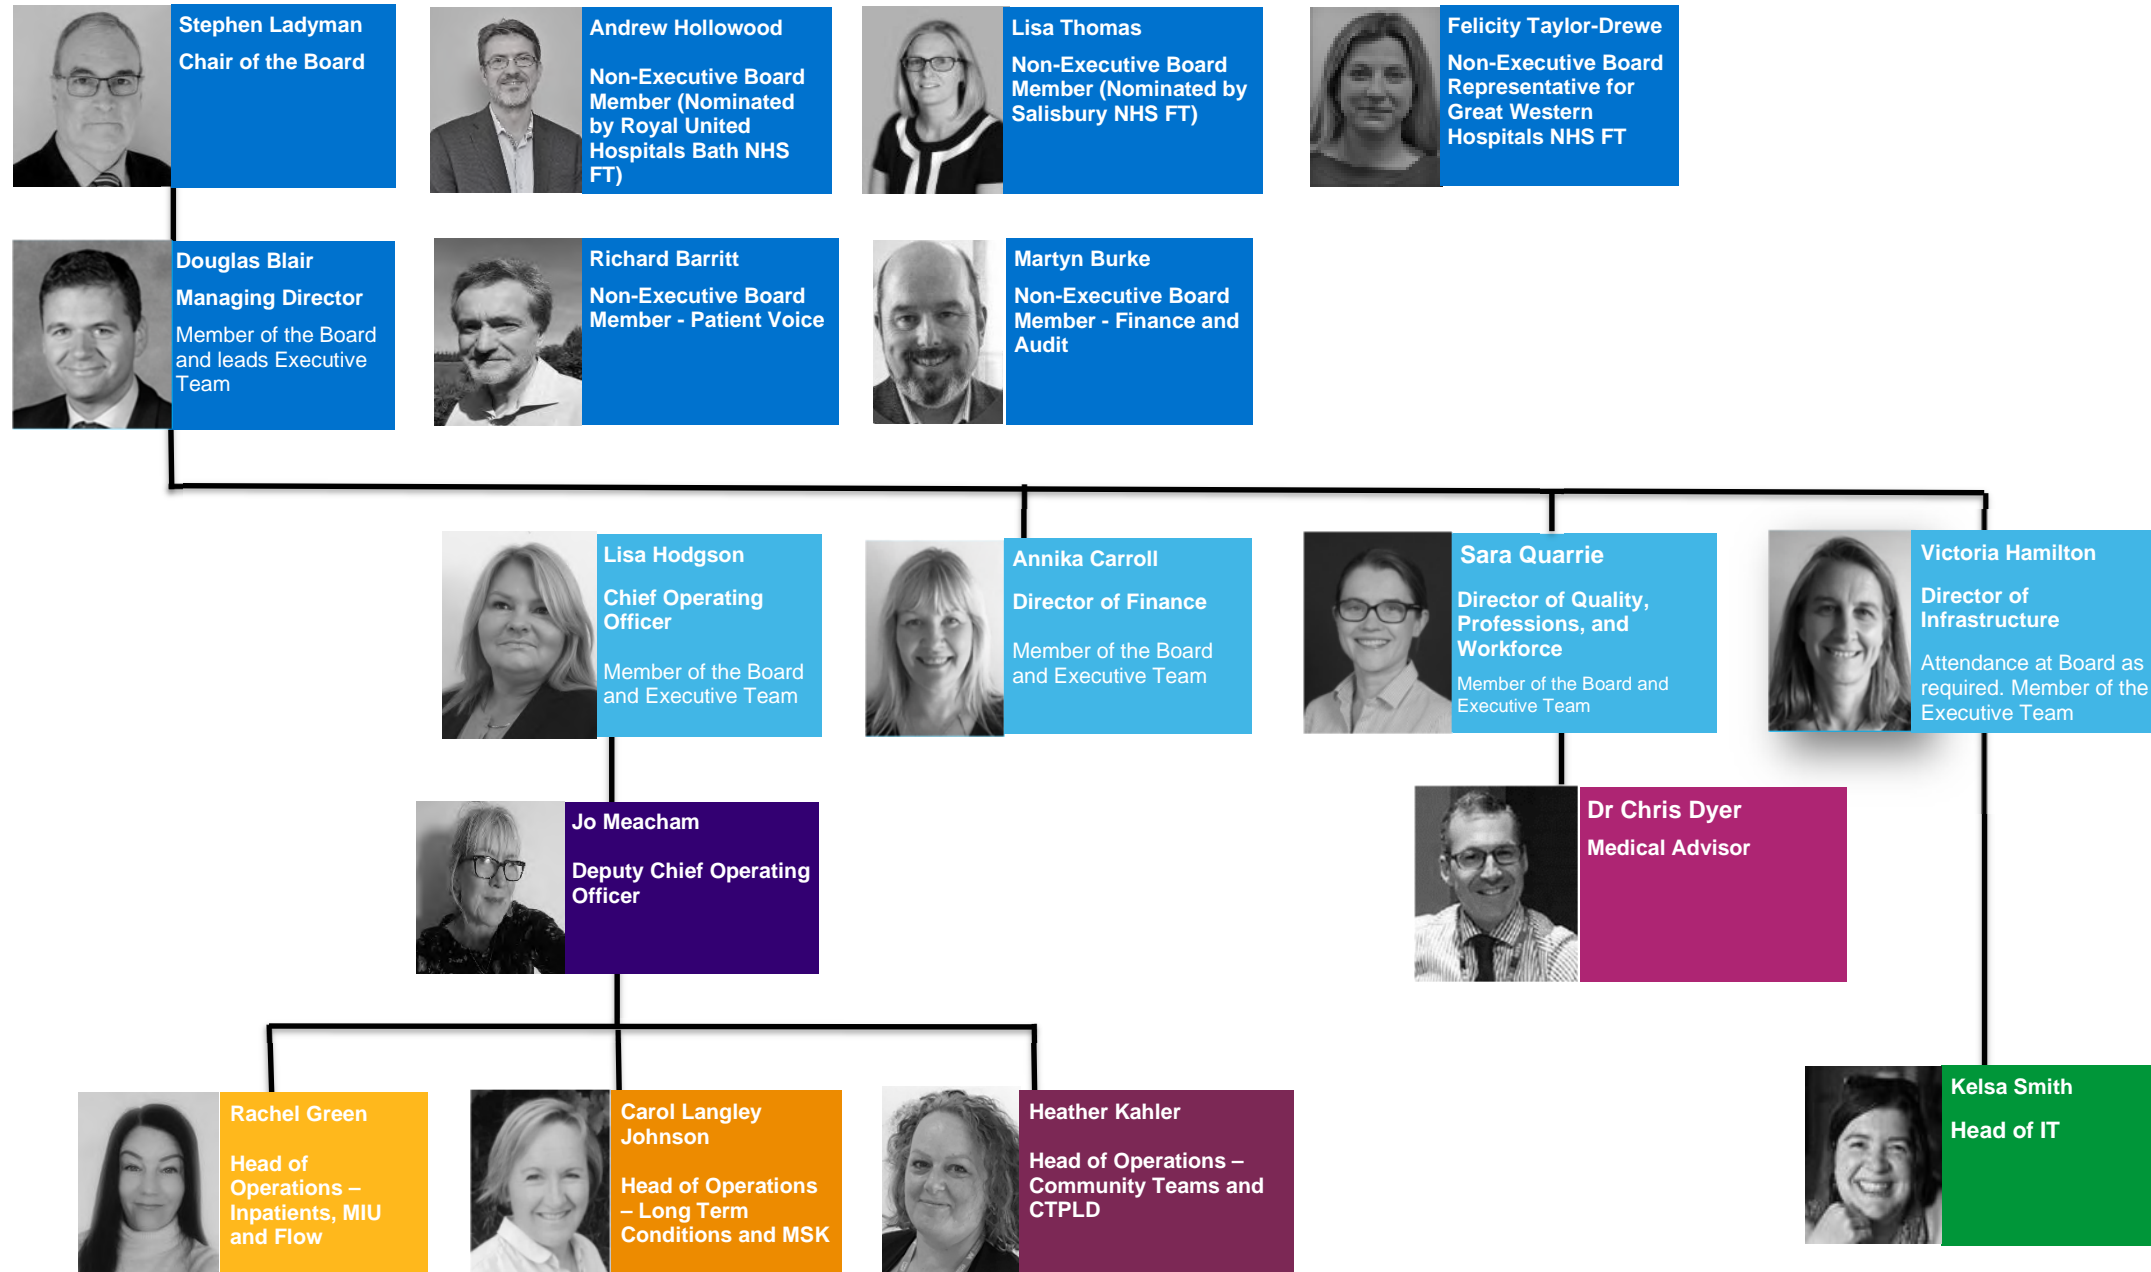 Stephen Ladyman
Chair of the Board
Andrew Hollowood
Non-Executive Board
Member (Nominated
by Royal United
Hospitals Bath NHS
FT)
Lisa Thomas
Non-Executive Board
Member (Nominated by
Salisbury NHS FT)
Felicity Taylor-Drewe
Non-Executive Board
Representative for
Great Western
Hospitals NHS FT
Douglas Blair
Managing Director
Member of the Board
and leads Executive
Team
Richard Barritt
Non-Executive Board
Member - Patient Voice
Martyn Burke
Non-Executive Board
Member - Finance and
Audit
Lisa Hodgson
Chief Operating
Officer
Member of the Board
and Executive Team
Annika Carroll
Director of Finance
Member of the Board
and Executive Team
Sara Quarrie
Director of Quality,
Professions, and
Workforce
Member of the Board and
Executive Team
Victoria Hamilton
Director of
Infrastructure
Attendance at Board as
required. Member of the
Executive Team
Jo Meacham
Deputy Chief Operating
Officer
Dr Chris Dyer
Medical Advisor
Rachel Green
Head of
Operations –
Inpatients, MIU
and Flow
Carol Langley
Johnson
Head of Operations
– Long Term
Conditions and MSK
Heather Kahler
Head of Operations –
Community Teams and
CTPLD
Kelsa Smith
Head of IT